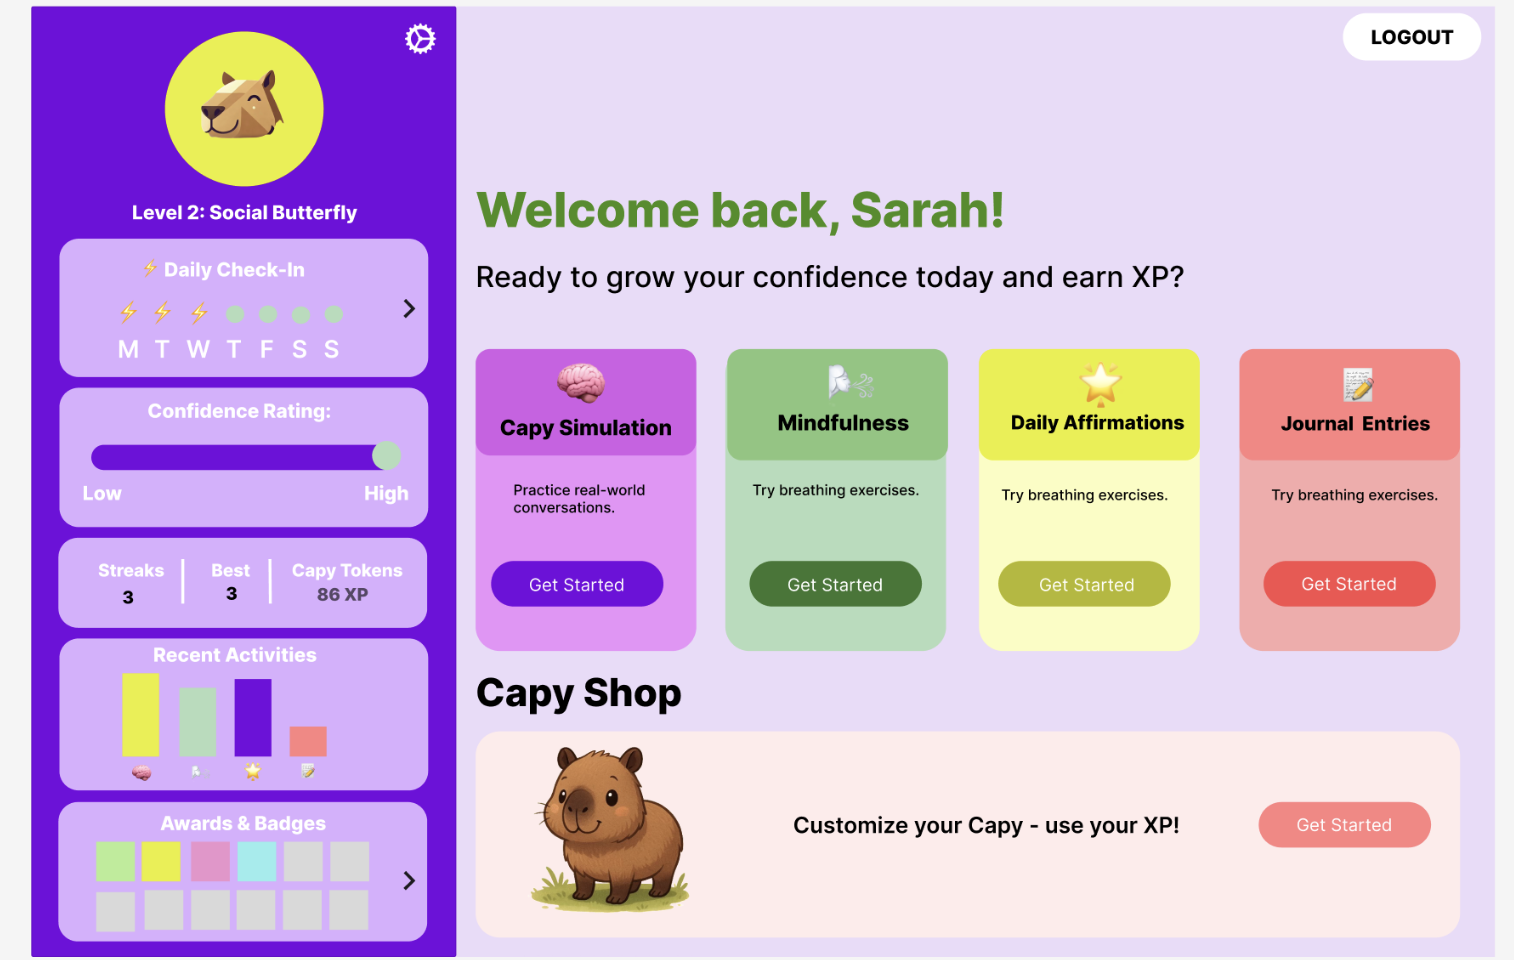 LOGOUT
Level 2: Social Butterfly
Daily Check-In
M T W T F S S
Confidence Rating:
Low High
Streaks Best Capy Tokens
3 3 86 XP
Recent Activities
Awards & Badges
Welcome back, Sarah!
Ready to grow your confidence today and earn XP?
Capy Simulation
Practice real-world
conversations.
Get Started
Mindfulness
Try breathing exercises.
Get Started
Daily Affirmations
Try breathing exercises.
Get Started
Journal Entries
Try breathing exercises.
Get Started
Capy Shop
Customize your Capy - use your XP!
Get Started